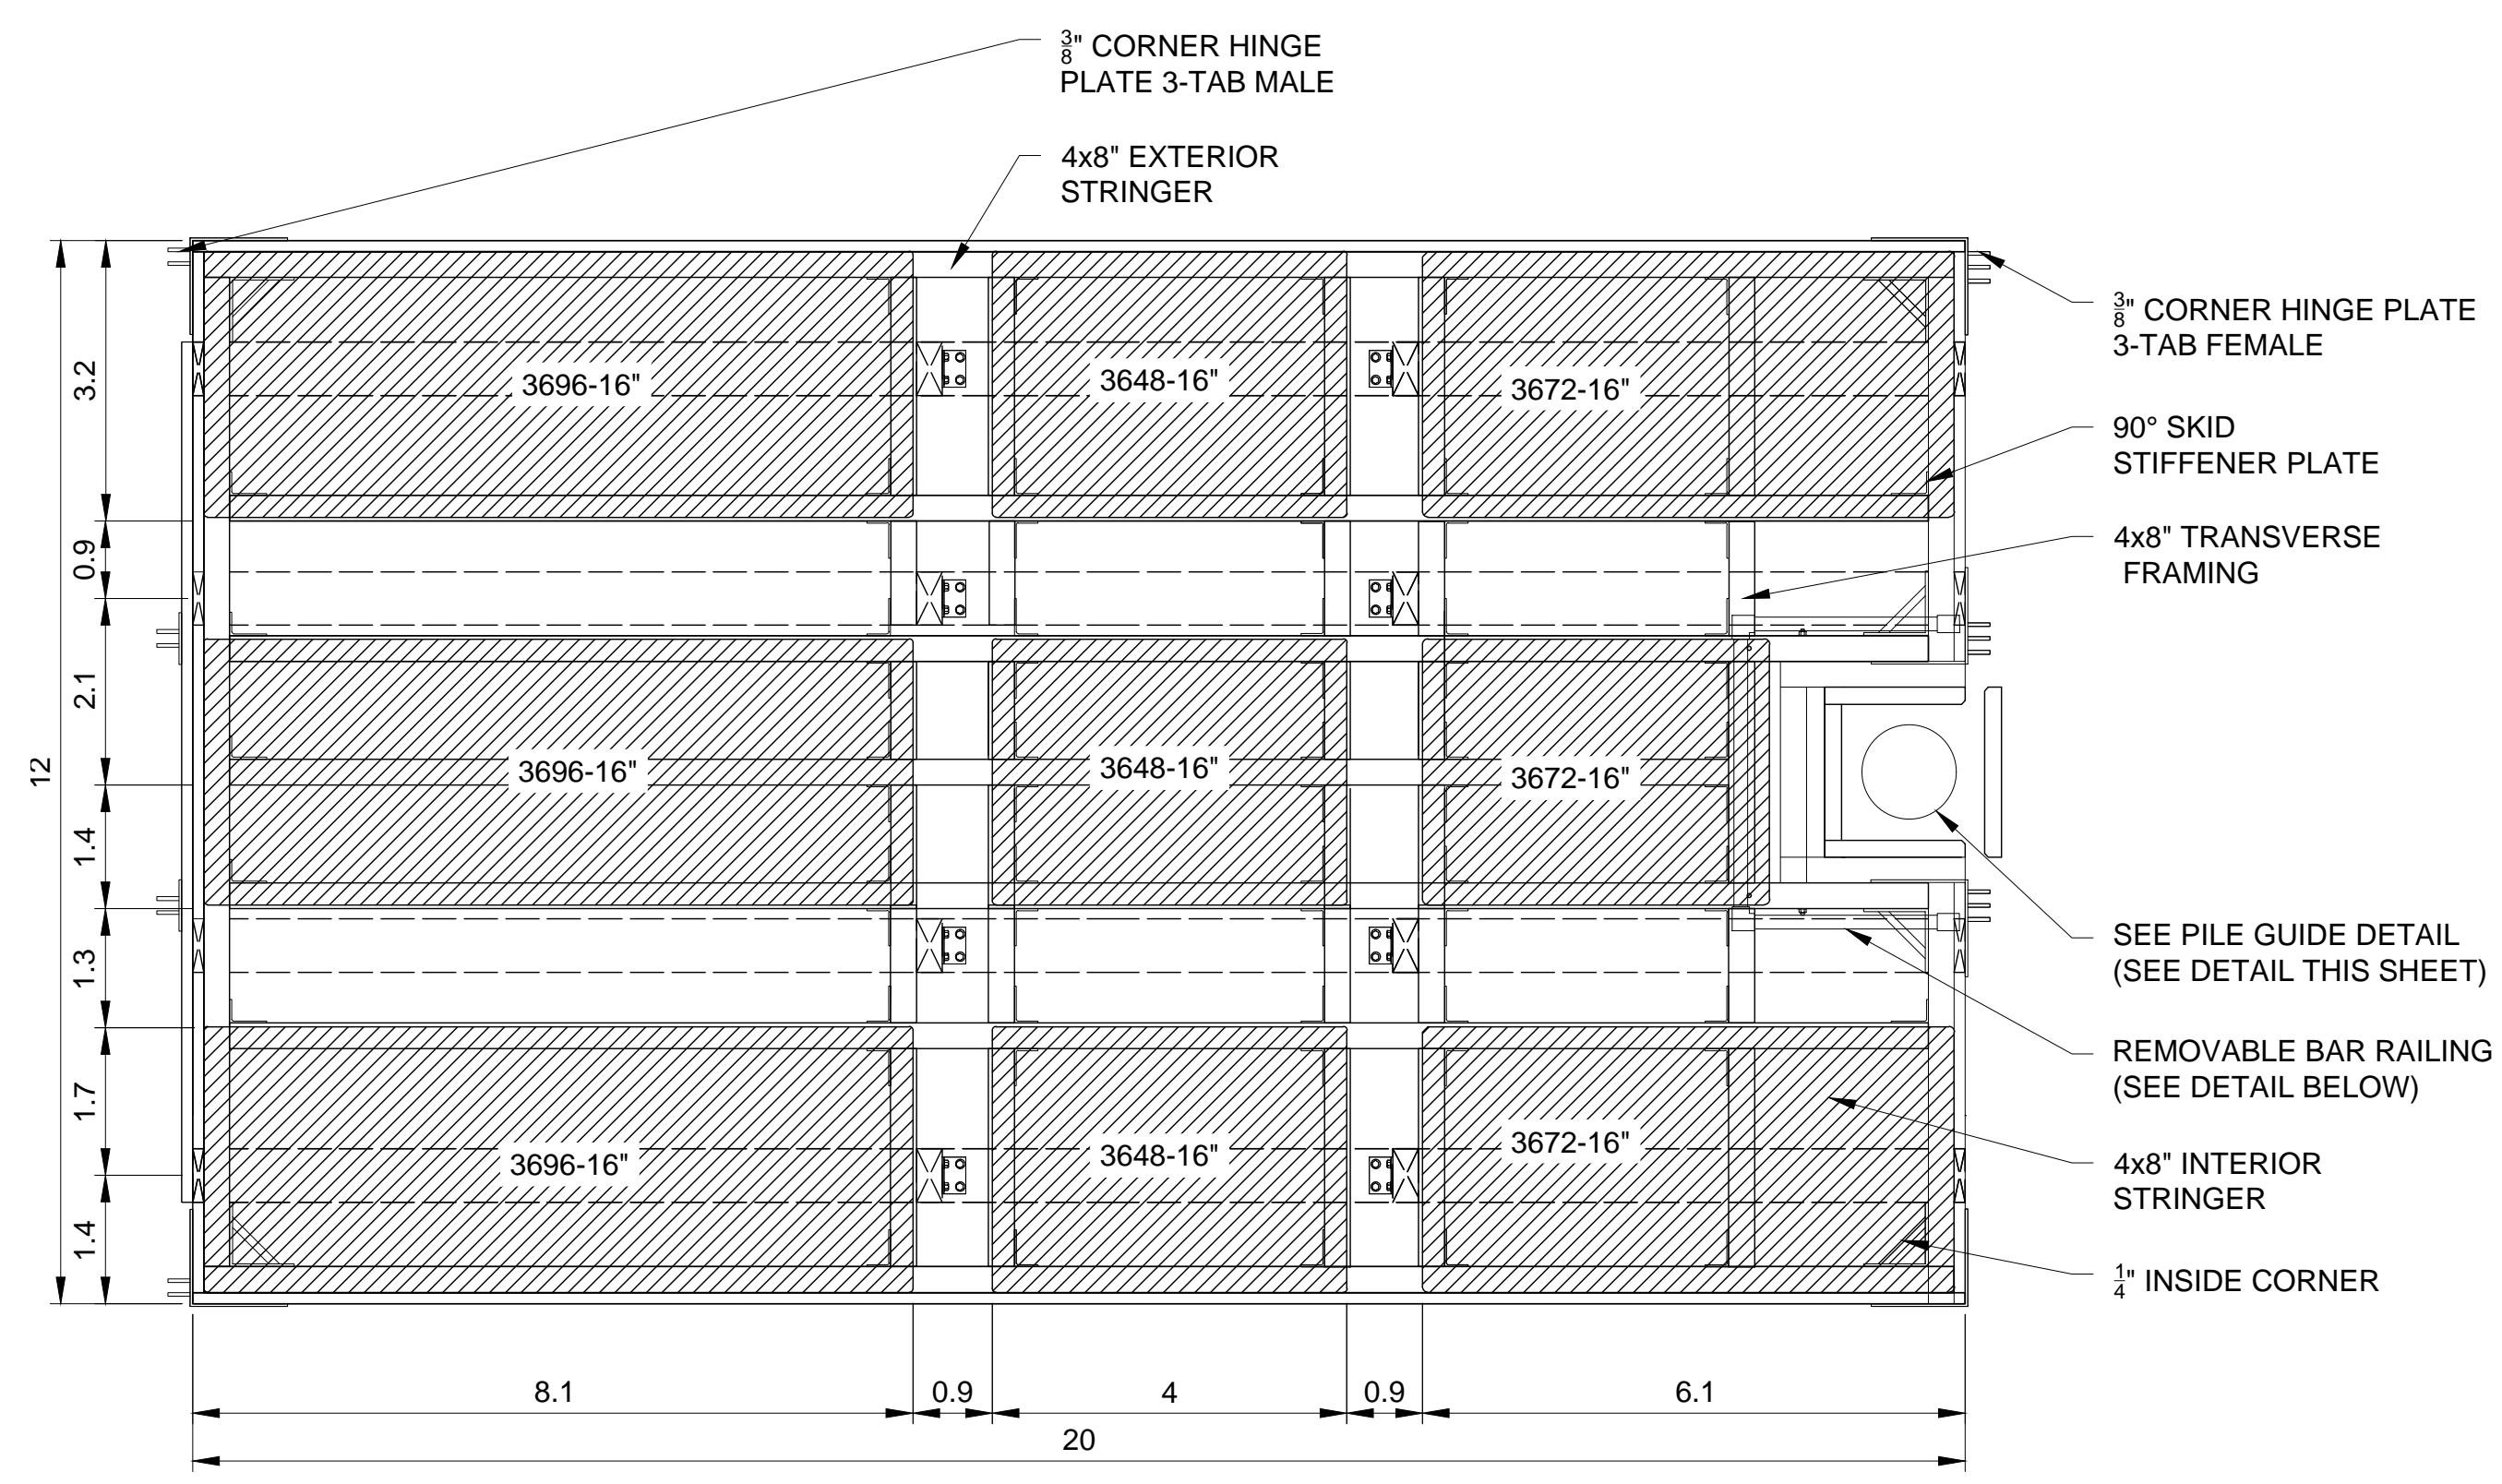 3/8" CORNER HINGE
PLATE 3-TAB MALE
4x8" EXTERIOR
STRINGER
3/8" CORNER HINGE PLATE
3-TAB FEMALE
90° SKID
STIFFENER PLATE
4x8" TRANSVERSE
FRAMING
SEE PILE GUIDE DETAIL
(SEE DETAIL THIS SHEET)
REMOVABLE BAR RAILING
(SEE DETAIL BELOW)
4x8" INTERIOR
STRINGER
1/4" INSIDE CORNER
3696-16"
3648-16"
3672-16"
3696-16"
3648-16"
3672-16"
3696-16"
3648-16"
3672-16"
12
3.2
0.9
2.1
1.4
1.3
1.7
1.4
8.1
0.9
4
0.9
6.1
20